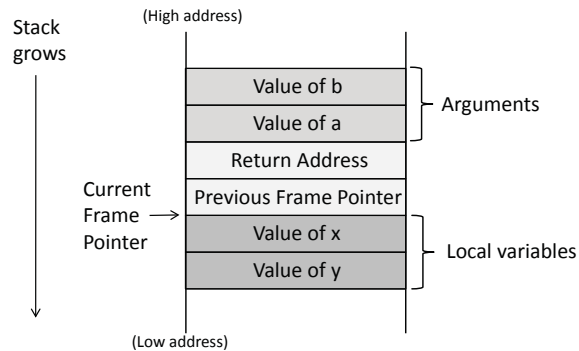 Stack
grows
(High address)
Value of b
Value of a
Arguments
Return Address
Previous Frame Pointer
Current
Frame
Pointer
Value of x
Value of y
Local variables
(Low address)